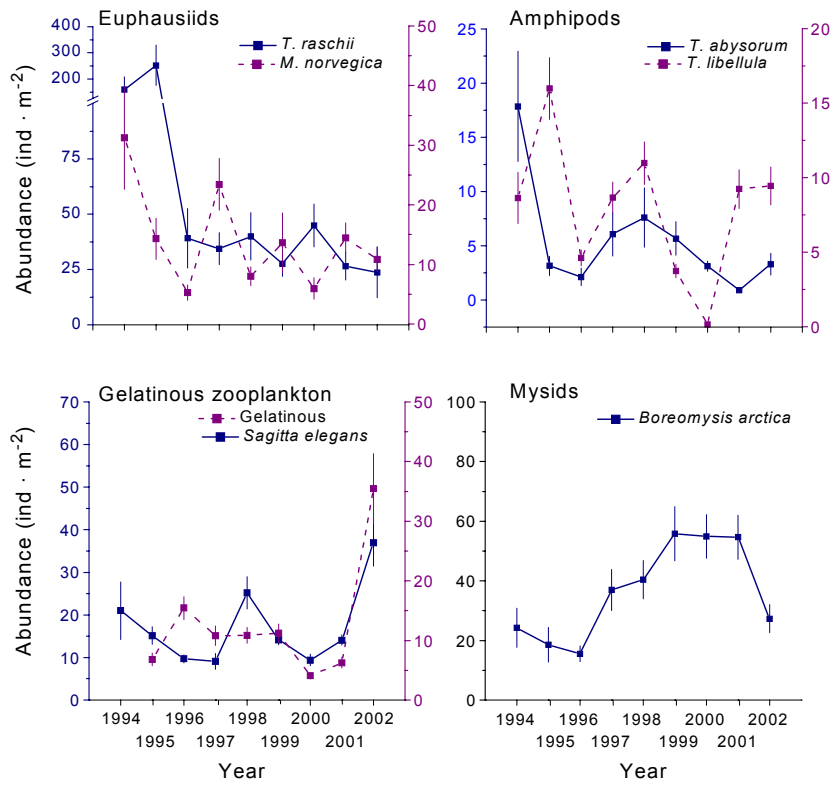 Euphausiids
T. raschii
M. norvegica
Abundance (ind · m-2)
400
300
200
75
50
25
0
50
40
30
20
10
0
Amphipods
T. abysorum
T. libellula
25
20
15
10
5
0
20
15
10
5
0
Gelatinous zooplankton
Gelatinous
Sagitta elegans
Abundance (ind · m-2)
70
60
50
40
30
20
10
0
50
40
30
20
10
0
1994 1996 1998 2000 2002
1995 1997 1999 2001
Year
Mysids
Boreomysis arctica
100
80
60
40
20
0
1994 1996 1998 2000 2002
1995 1997 1999 2001
Year